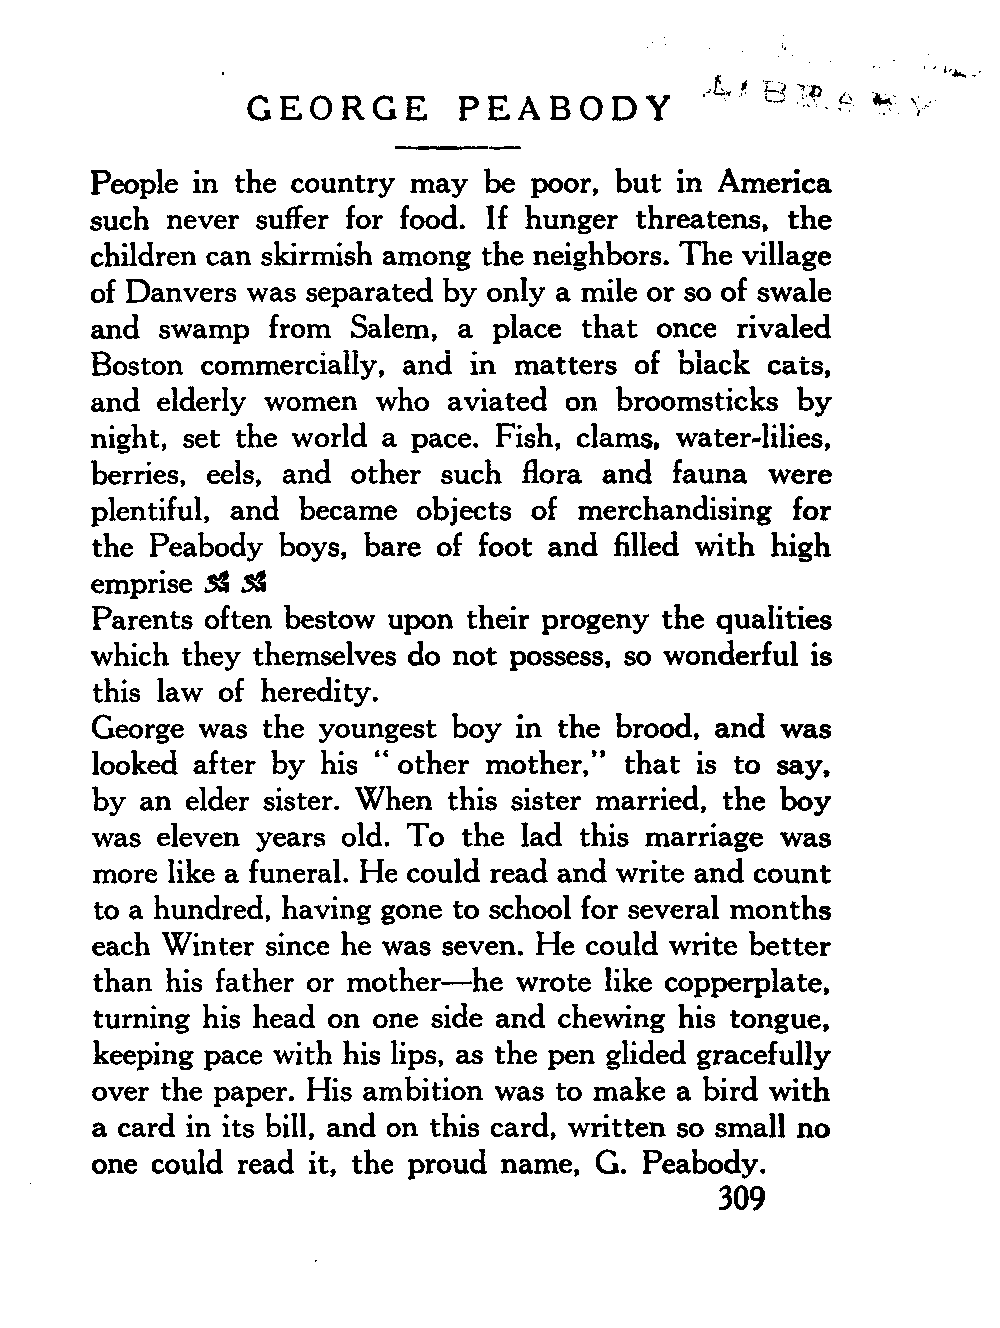 GEORGE PEABODY
LIBRARY
People in the country may be poor, but in America
such never suffer for food. If hunger threatens, the
children can skirmish among the neighbors. The village
of Danvers was separated by only a mile or so of swale
and swamp from Salem, a place that once rivaled
Boston commercially, and in matters of black cats,
and elderly women who aviated on broomsticks by
night, set the world a pace. Fish, clams, water-lilies,
berries, eels, and other such flora and fauna were
plentiful, and became objects of merchandising for
the Peabody boys, bare of foot and filled with high
emprise
Parents often bestow upon their progeny the qualities
which they themselves do not possess, so wonderful is
this law of heredity.
George was the youngest boy in the brood, and was
looked after by his “other mother,” that is to say,
by an elder sister. When this sister married, the boy
was eleven years old. To the lad this marriage was
more like a funeral. He could read and write and count
to a hundred, having gone to school for several months
each Winter since he was seven. He could write better
than his father or mother—he wrote like copperplate,
turning his head on one side and chewing his tongue,
keeping pace with his lips, as the pen glided gracefully
over the paper. His ambition was to make a bird with
a card in its bill, and on this card, written so small no
one could read it, the proud name, G. Peabody.
309